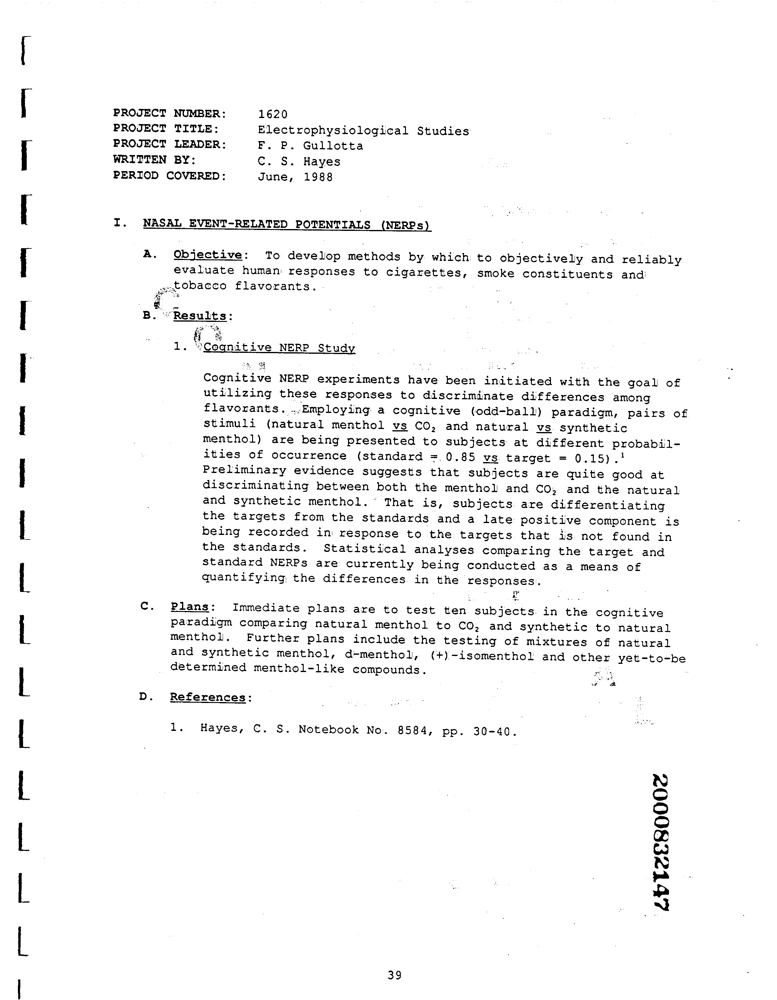 PROJECT NUMBER: 1620
PROJECT TITLE: Electrophysiological Studies
PROJECT LEADER: F. P. Gullotta
WRITTEN BY: C. S. Hayes
PERIOD COVERED: June, 1988
I. NASAL EVENT-RELATED POTENTIALS (NERPs)
A. Objective: To develop methods by which to objectively and reliably
evaluate human responses to cigarettes, smoke constituents and
tobacco flavorants.
B. Results:
1. Cognitive NERP Study
Cognitive NERP experiments have been initiated with the goal of
utilizing these responses to discriminate differences among
flavorants. Employing a cognitive (odd-ball) paradigm, pairs of
stimuli (natural menthol vs CO₂ and natural vs synthetic
menthol) are being presented to subjects at different probabil-
ities of occurrence (standard = 0.85 vs target = 0.15).¹
Preliminary evidence suggests that subjects are quite good at
discriminating between both the menthol and CO₂ and the natural
and synthetic menthol. That is, subjects are differentiating
the targets from the standards and a late positive component is
being recorded in response to the targets that is not found in
the standards. Statistical analyses comparing the target and
standard NERPs are currently being conducted as a means of
quantifying the differences in the responses.
C. Plans: Immediate plans are to test ten subjects in the cognitive
paradigm comparing natural menthol to CO₂ and synthetic to natural
menthol. Further plans include the testing of mixtures of natural
and synthetic menthol, d-menthol, (+)-isomenthol and other yet-to-be
determined menthol-like compounds.
D. References:
1. Hayes, C. S. Notebook No. 8584, pp. 30-40.
2000832147
39